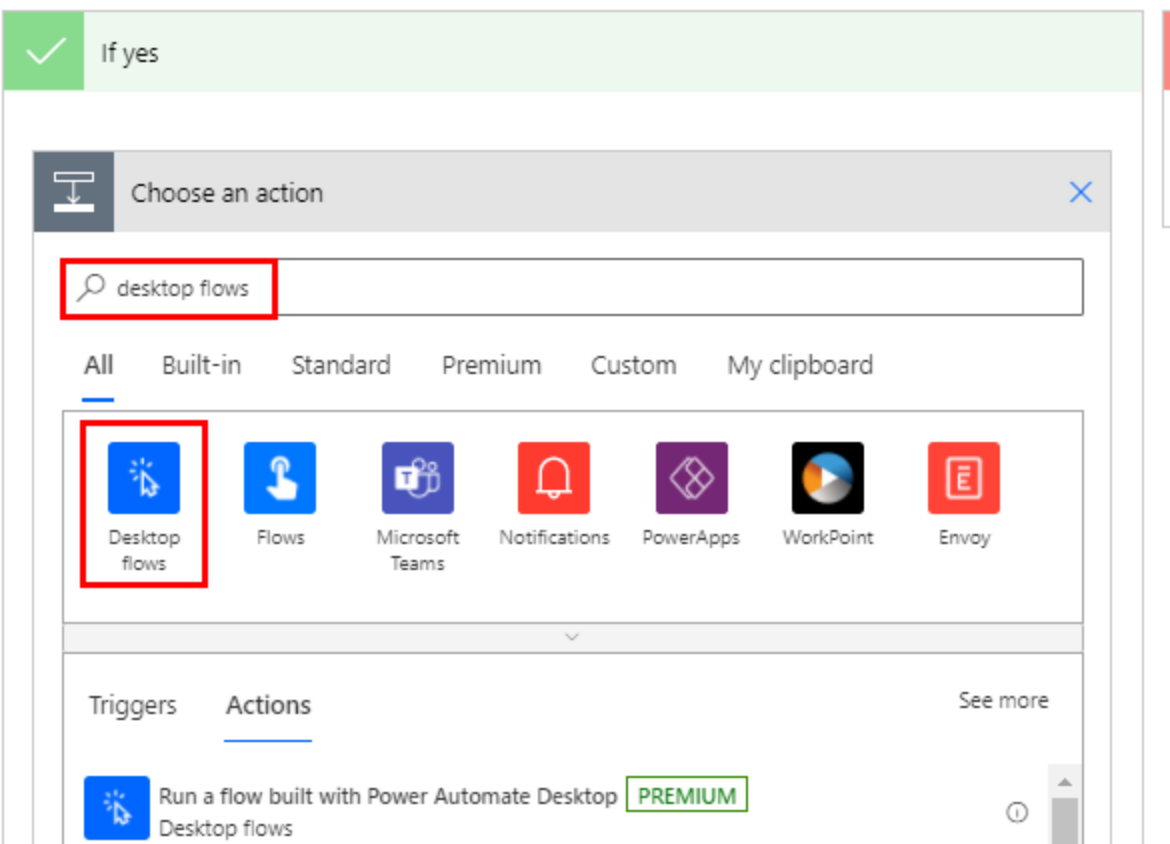 If yes
Choose an action
desktop flows
All Built-in Standard Premium Custom My clipboard
Desktop flows
Flows
Microsoft Teams
Notifications
PowerApps
WorkPoint
Envoy
Triggers Actions See more
Run a flow built with Power Automate Desktop PREMIUM
Desktop flows